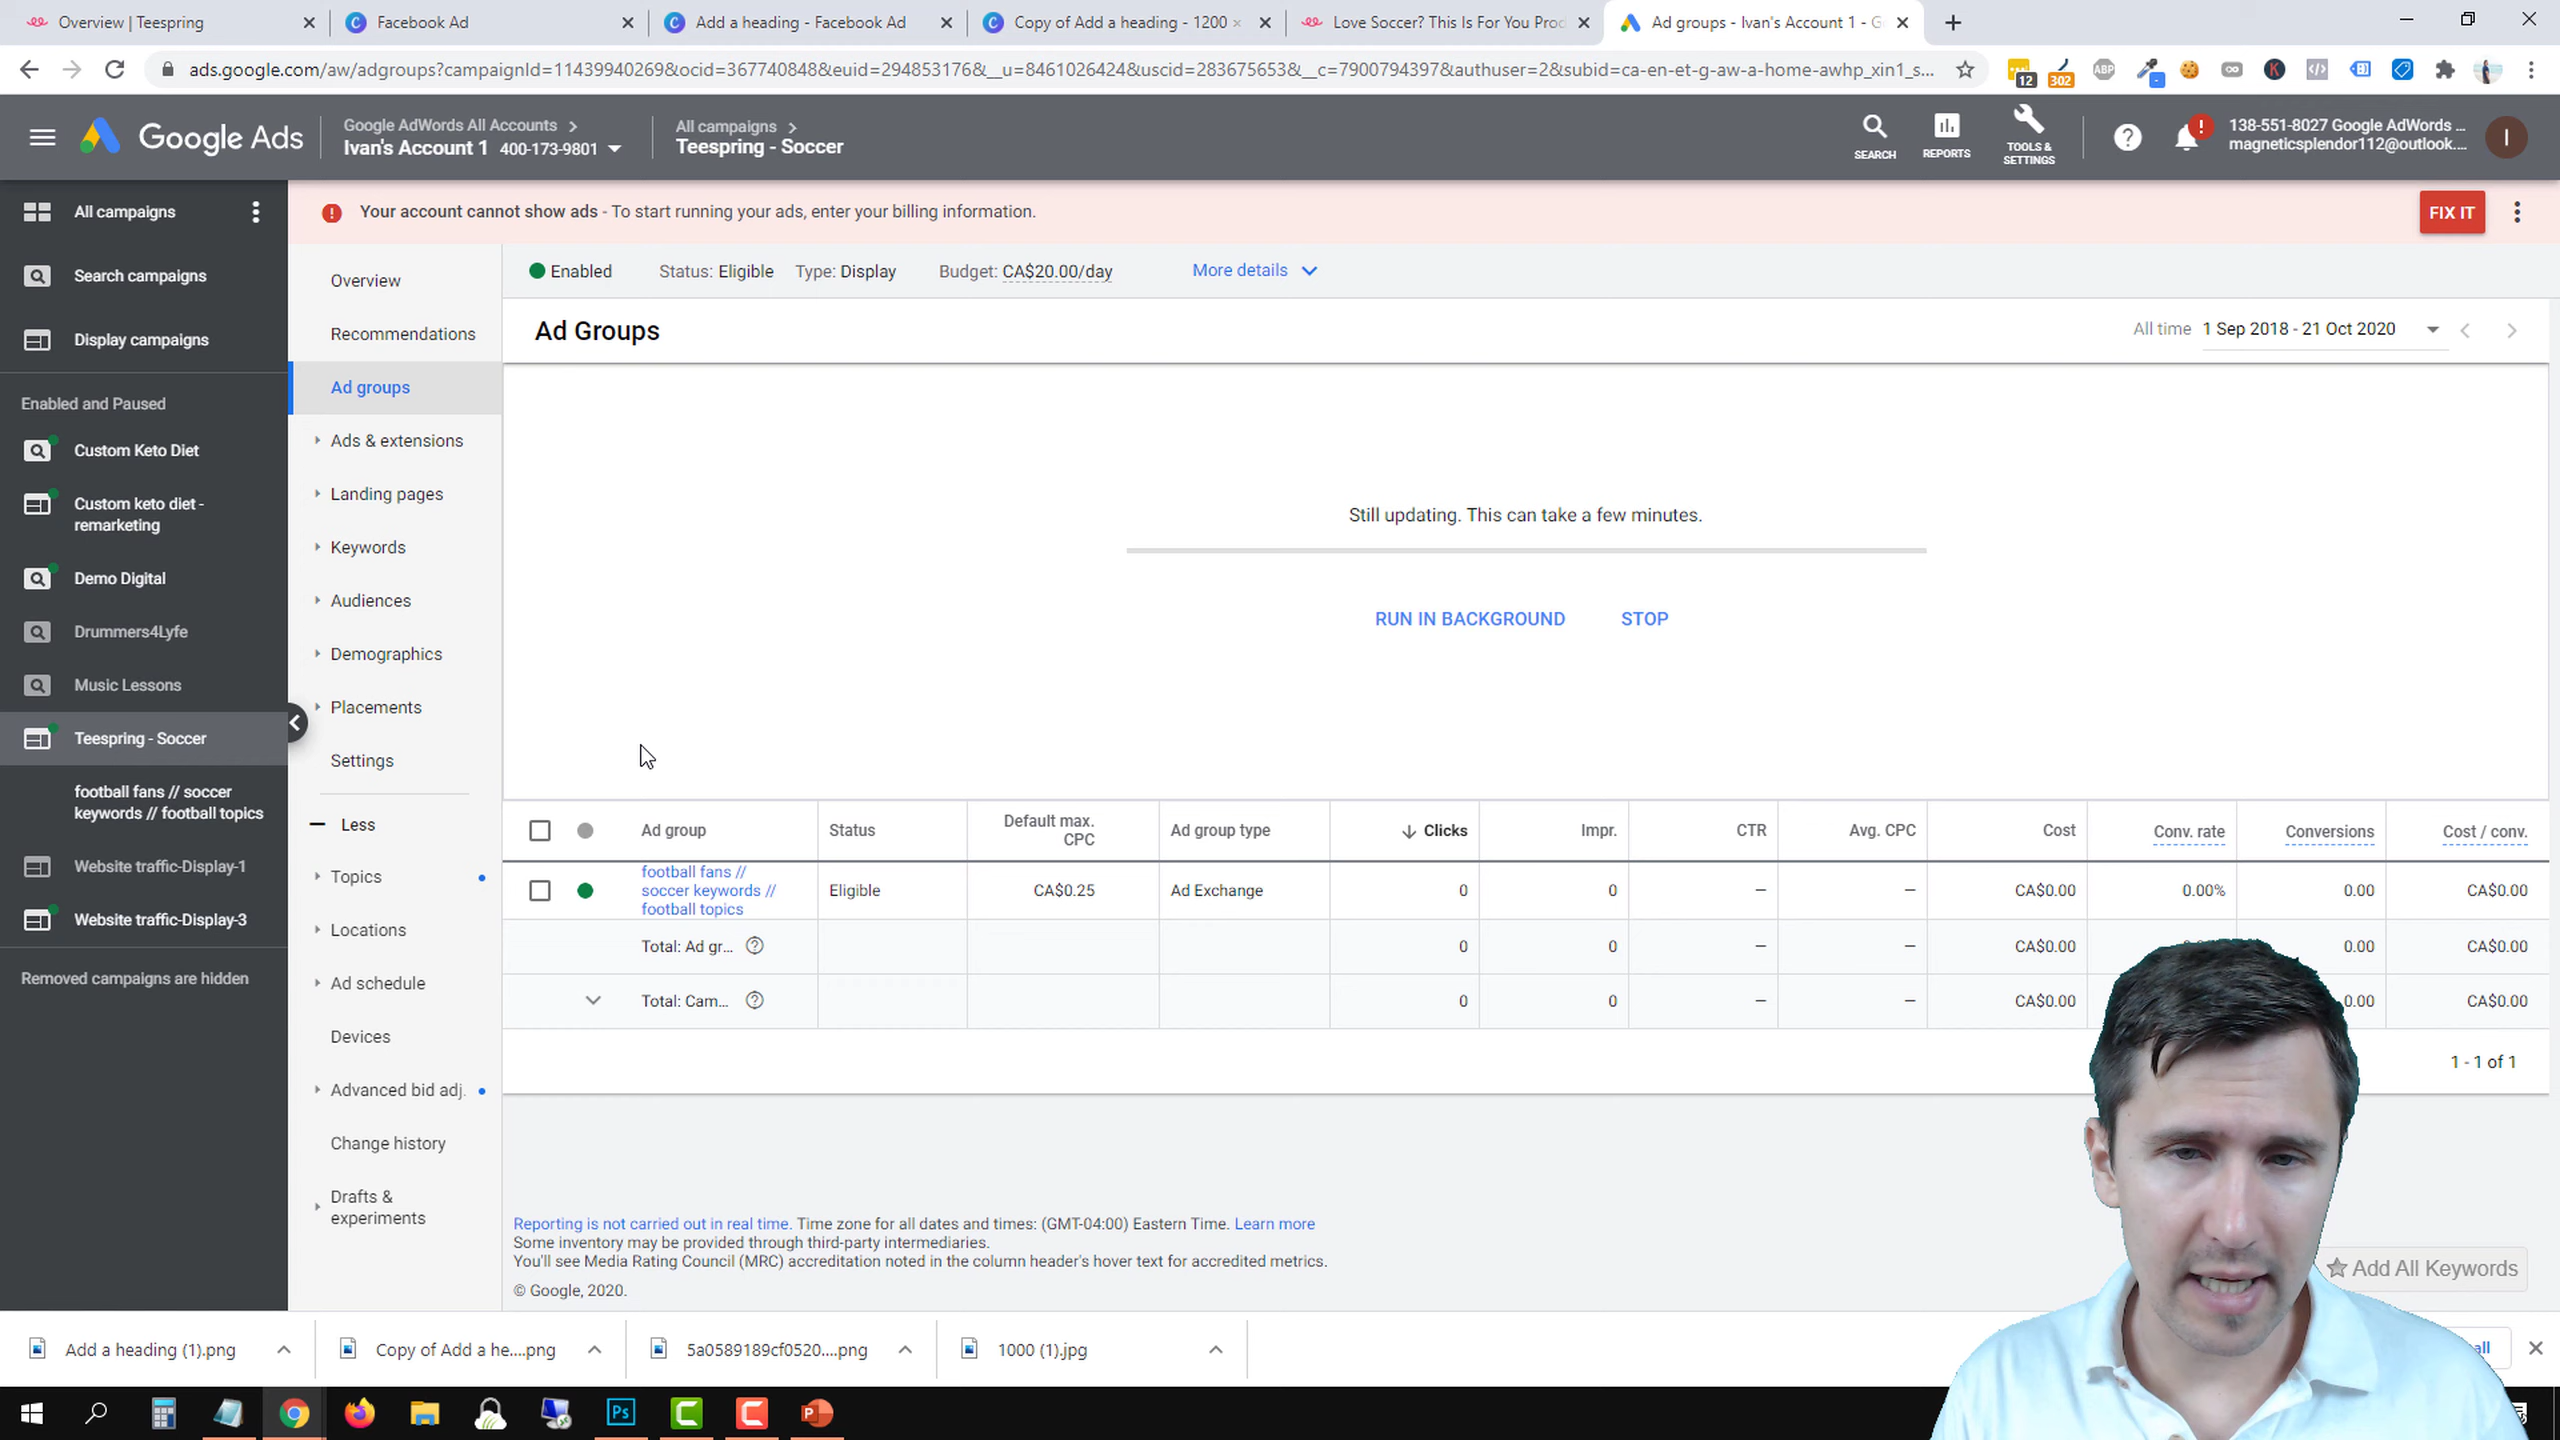 Overview | Teespring
Facebook Ad
Add a heading - Facebook Ad
Copy of Add a heading - 1200 ×
Love Soccer? This Is For You Proc
Ad groups - Ivan's Account 1 - G
ads.google.com/aw/adgroups?campaignId=11439940269&ocid=367740848&euid=294853176&__u=8461026424&uscid=283675653&__c=7900794397&authuser=2&subid=ca-en-et-g-aw-a-home-awhp_xin1_s...
12
302
ABP
Google Ads
Google AdWords All Accounts
Ivan's Account 1 400-173-9801
All campaigns
Teespring - Soccer
SEARCH
REPORTS
TOOLS &
SETTINGS
138-551-8027 Google AdWords ...
magneticsplendor112@outlook....
I
All campaigns
Search campaigns
Display campaigns
Enabled and Paused
Custom Keto Diet
Custom keto diet -
remarketing
Demo Digital
Drummers4Lyfe
Music Lessons
Teespring - Soccer
football fans // soccer
keywords // football topics
Website traffic-Display-1
Website traffic-Display-3
Removed campaigns are hidden
Your account cannot show ads - To start running your ads, enter your billing information.
FIX IT
Overview
Recommendations
Ad groups
Ads & extensions
Landing pages
Keywords
Audiences
Demographics
Placements
Settings
Less
Topics
Locations
Ad schedule
Devices
Advanced bid adj.
Change history
Drafts &
experiments
Enabled Status: Eligible Type: Display Budget: CA$20.00/day More details
Ad Groups
All time 1 Sep 2018 - 21 Oct 2020
Still updating. This can take a few minutes.
RUN IN BACKGROUND STOP
Ad group Status Default max. CPC Ad group type Clicks Impr. CTR Avg. CPC Cost Conv. rate Conversions Cost / conv.
football fans //
soccer keywords //
football topics
Eligible CA$0.25 Ad Exchange 0 0 – – CA$0.00 0.00% 0.00 CA$0.00
Total: Ad gr... 0 0 – – CA$0.00 0.00 CA$0.00
Total: Cam... 0 0 – – CA$0.00 0.00 CA$0.00
1 - 1 of 1
Reporting is not carried out in real time. Time zone for all dates and times: (GMT-04:00) Eastern Time. Learn more
Some inventory may be provided through third-party intermediaries.
You'll see Media Rating Council (MRC) accreditation noted in the column header's hover text for accredited metrics.
© Google, 2020.
Add All Keywords
Add a heading (1).png
Copy of Add a he....png
5a0589189cf0520....png
1000 (1).jpg
all
Ps